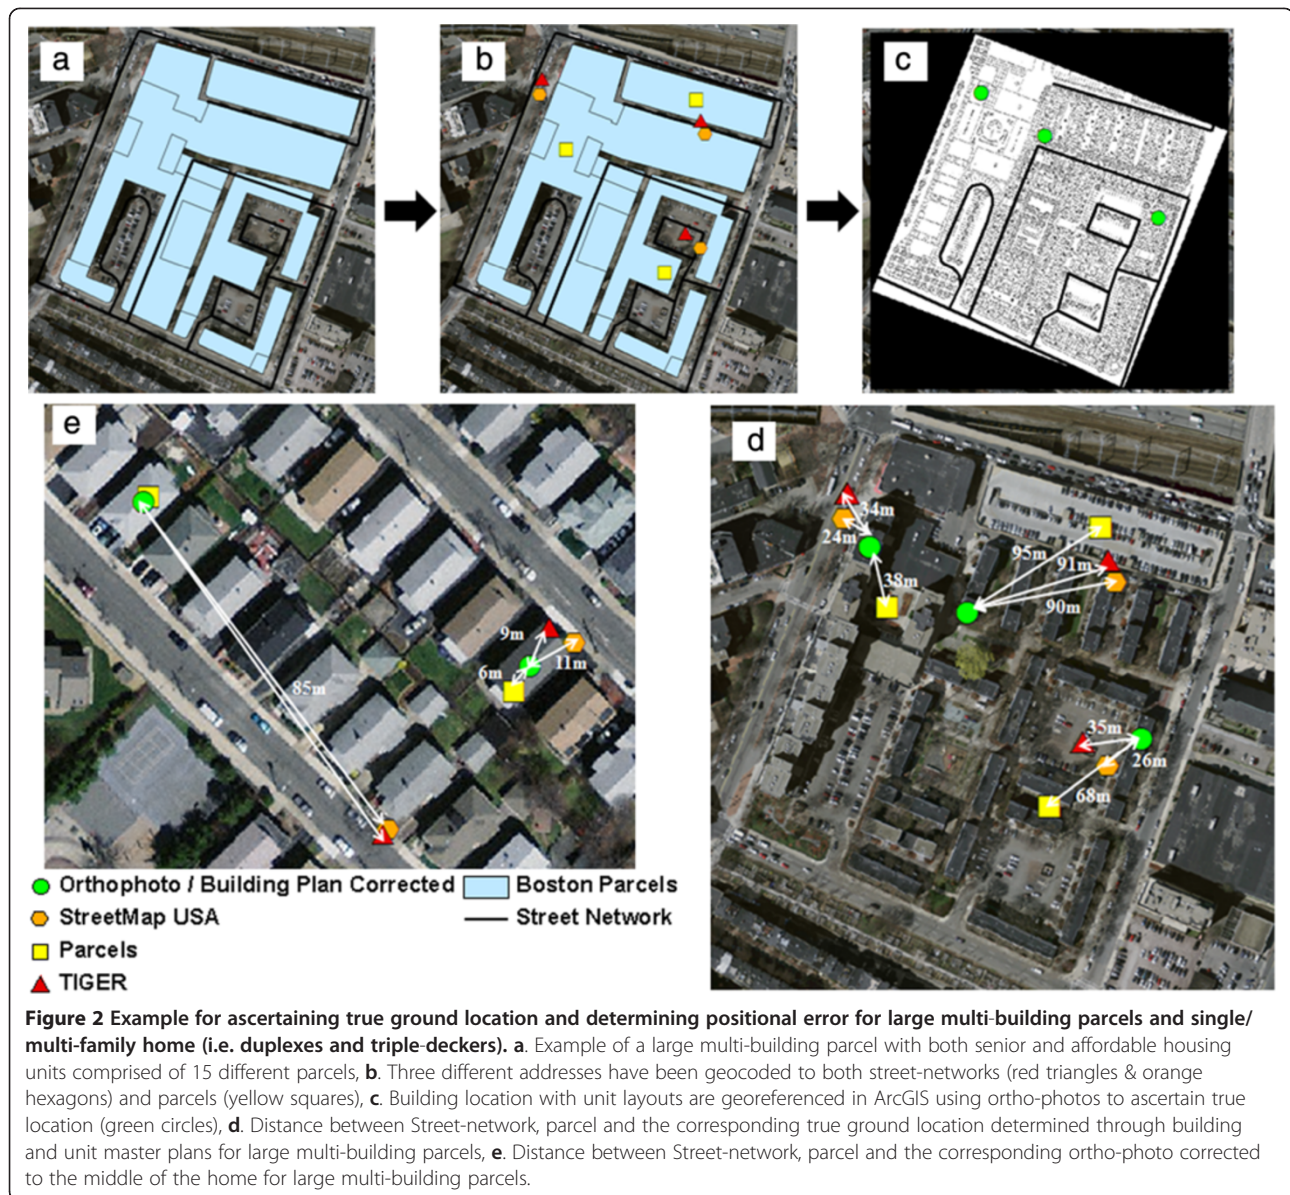 a
b
c
e
d
34m
24m
38m
95m
91m
90m
35m
26m
68m
9m
11m
6m
85m
Orthophoto / Building Plan Corrected
StreetMap USA
Parcels
TIGER
Boston Parcels
Street Network
Figure 2 Example for ascertaining true ground location and determining positional error for large multi-building parcels and single/
multi-family home (i.e. duplexes and triple-deckers). a. Example of a large multi-building parcel with both senior and affordable housing
units comprised of 15 different parcels, b. Three different addresses have been geocoded to both street-networks (red triangles & orange
hexagons) and parcels (yellow squares), c. Building location with unit layouts are georeferenced in ArcGIS using ortho-photos to ascertain true
location (green circles), d. Distance between Street-network, parcel and the corresponding true ground location determined through building
and unit master plans for large multi-building parcels, e. Distance between Street-network, parcel and the corresponding ortho-photo corrected
to the middle of the home for large multi-building parcels.